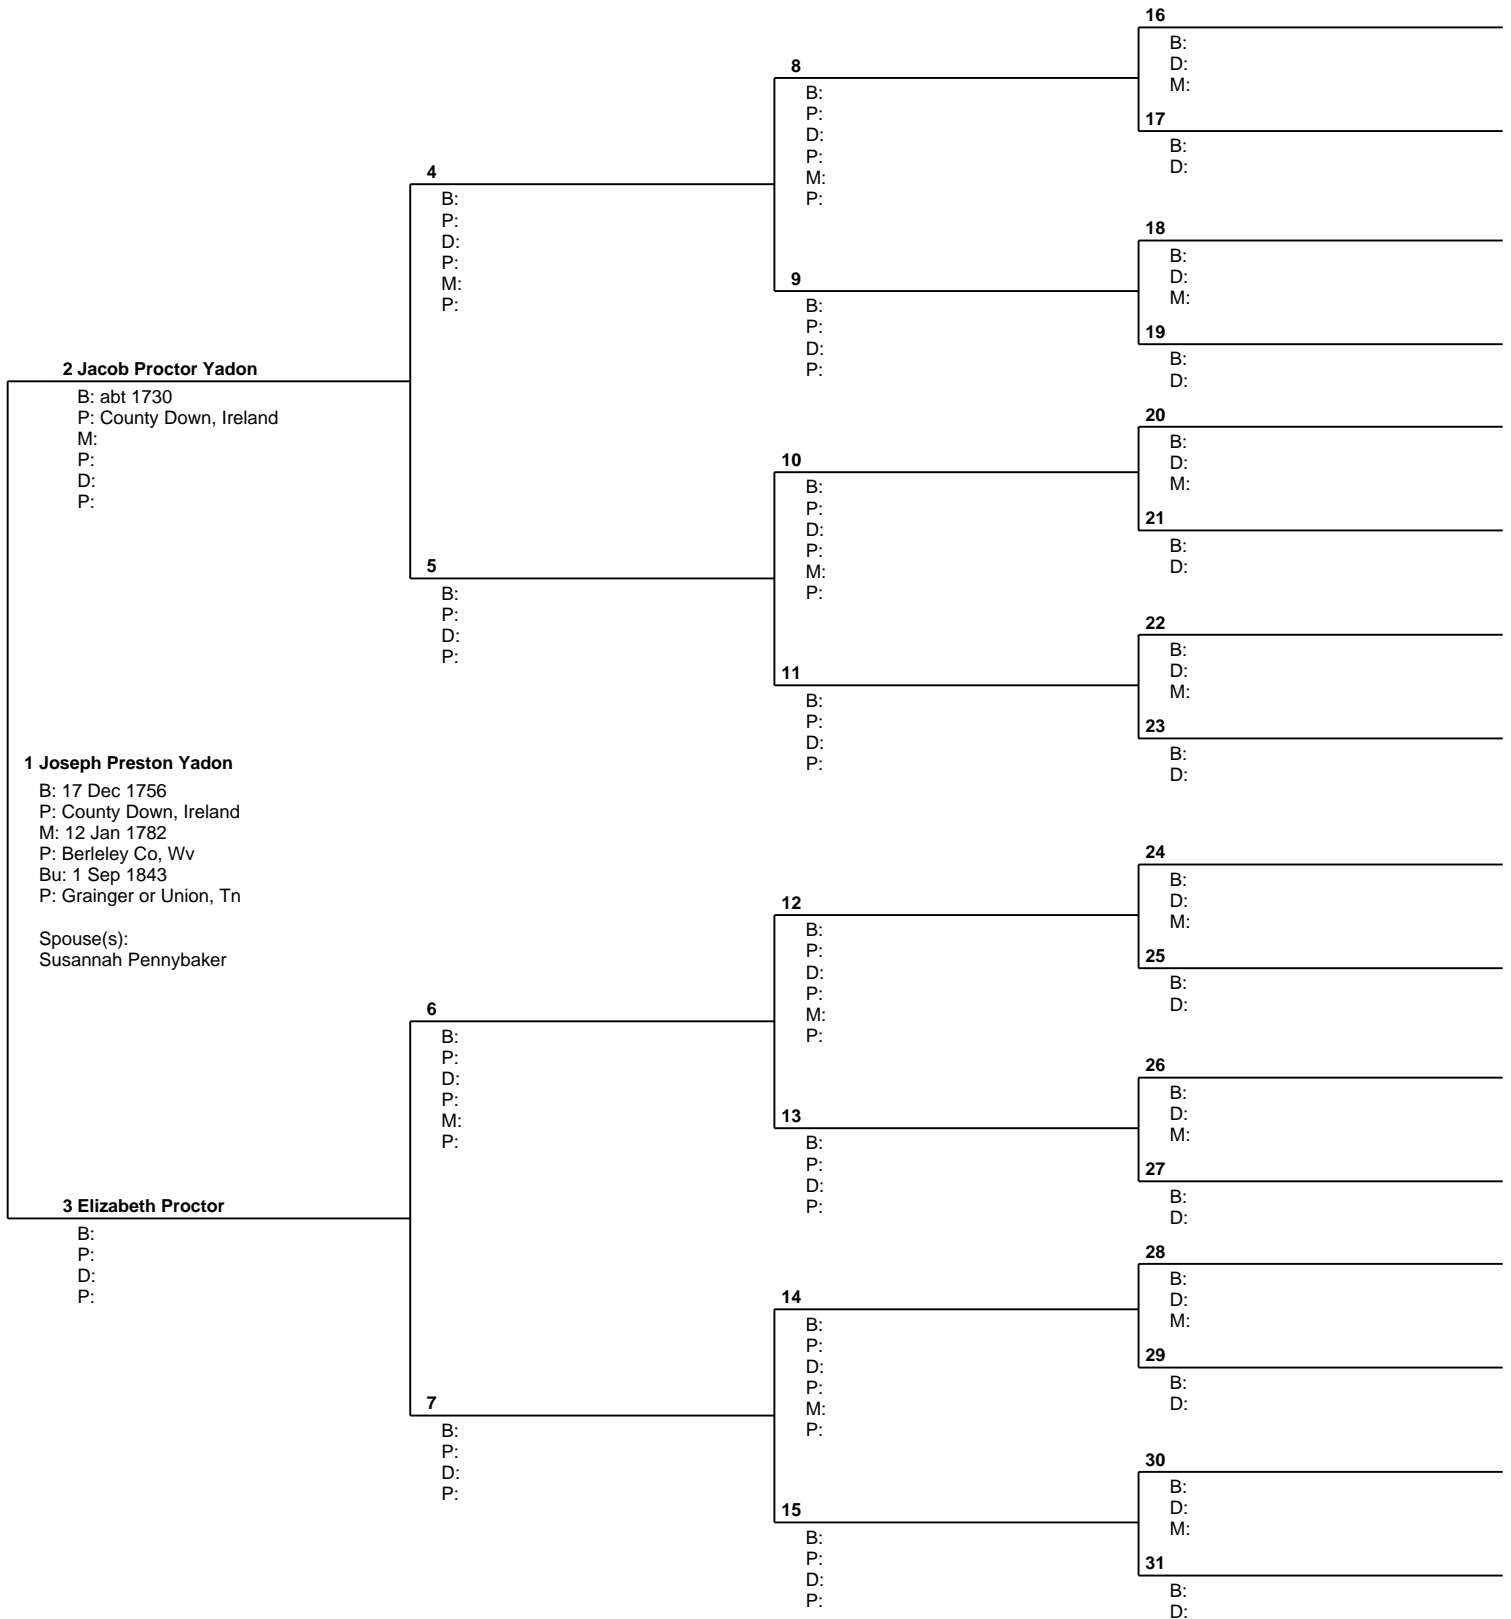 16
B:
D:
M:
8
B:
P:
D:
P:
M:
P:
17
B:
D:
4
B:
P:
D:
P:
M:
P:
18
B:
D:
M:
9
B:
P:
D:
P:
19
B:
D:
2 Jacob Proctor Yadon
B: abt 1730
P: County Down, Ireland
M:
P:
D:
P:
20
B:
D:
M:
10
B:
P:
D:
P:
M:
P:
21
B:
D:
5
B:
P:
D:
P:
22
B:
D:
M:
11
B:
P:
D:
P:
23
B:
D:
1 Joseph Preston Yadon
B: 17 Dec 1756
P: County Down, Ireland
M: 12 Jan 1782
P: Berleley Co, Wv
Bu: 1 Sep 1843
P: Grainger or Union, Tn
Spouse(s):
Susannah Pennybaker
24
B:
D:
M:
12
B:
P:
D:
P:
M:
P:
25
B:
D:
6
B:
P:
D:
P:
M:
P:
26
B:
D:
M:
13
B:
P:
D:
P:
27
B:
D:
3 Elizabeth Proctor
B:
P:
D:
P:
28
B:
D:
M:
14
B:
P:
D:
P:
M:
P:
29
B:
D:
7
B:
P:
D:
P:
30
B:
D:
M:
15
B:
P:
D:
P:
31
B:
D: